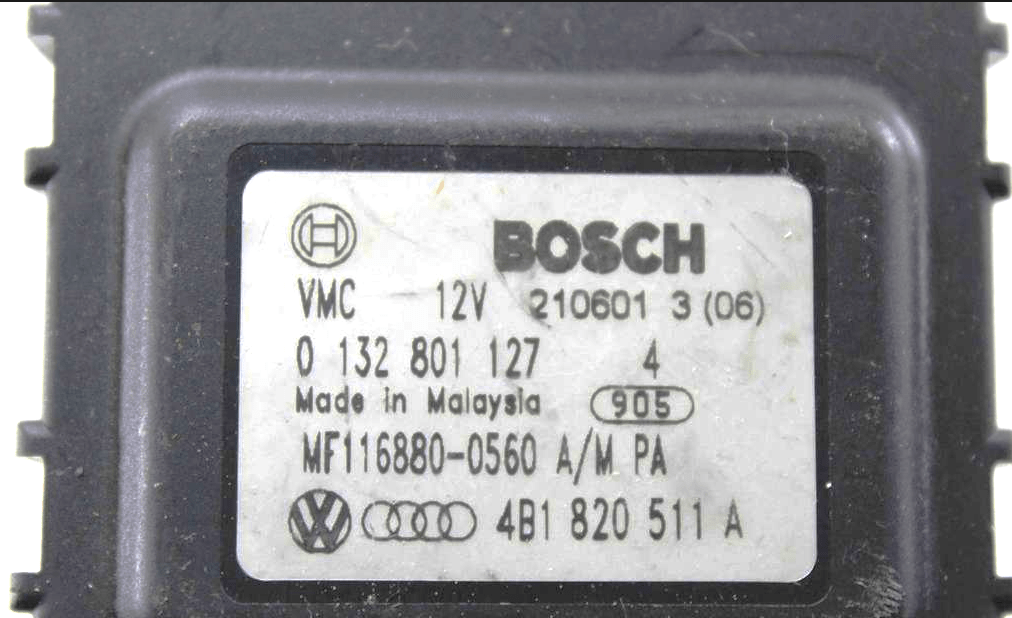 BOSCH
VMC 12V 210601 3 (06)
0 132 801 127 4
Made in Malaysia 905
MF116880-0560 A/M PA
VW 4B1 820 511 A